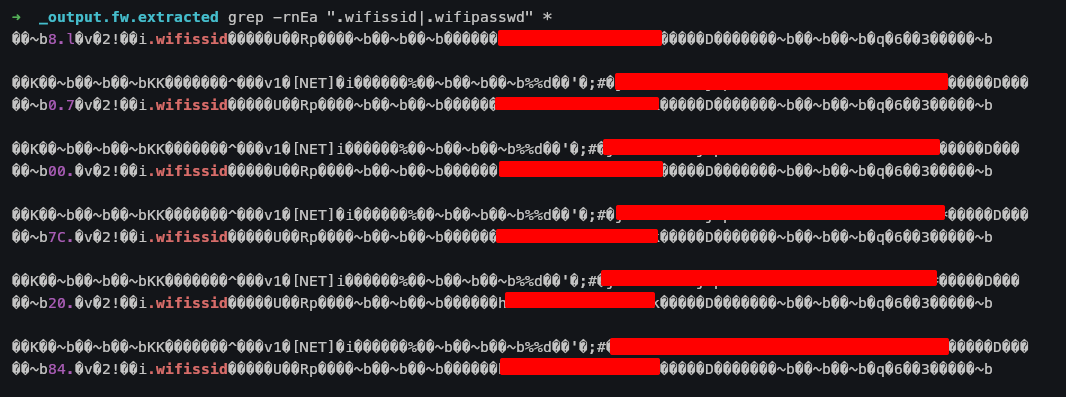 ➜ _output.fw.extracted grep -rnEa ".wifissid|.wifipasswd" *
��~b8.l�v�2!��i.wifissid�����U��Rp����~b��~b��~b������ �����D�������~b��~b��~b�q�6��3�����~b
��K��~b��~b��~bKK�������^���v1�[NET]�i������%��~b��~b��~b%%d��'�;#� �����D���
��~b0.7�v�2!��i.wifissid�����U��Rp����~b��~b��~b������ �����D�������~b��~b��~b�q�6��3�����~b
��K��~b��~b��~bKK�������^���v1�[NET]i������%��~b��~b��~b%%d��'�;#� �����D���
��~b00.�v�2!��i.wifissid�����U��Rp����~b��~b��~b������ �����D�������~b��~b��~b�q�6��3�����~b
��K��~b��~b��~bKK�������^���v1�[NET]�i������%��~b��~b��~b%%d��'�;#� �����D���
��~b7C.�v�2!��i.wifissid�����U��Rp����~b��~b��~b������ �����D�������~b��~b��~b�q�6��3�����~b
��K��~b��~b��~bKK�������^���v1�[NET]i������%��~b��~b��~b%%d��'�;#� �����D���
��~b20.�v�2!��i.wifissid�����U��Rp����~b��~b��~b������h �����D�������~b��~b��~b�q�6��3�����~b
��K��~b��~b��~bKK�������^���v1�[NET]�i������%��~b��~b��~b%%d��'�;#� �����D���
��~b84.�v�2!��i.wifissid�����U��Rp����~b��~b��~b������ �����D�������~b��~b��~b�q�6��3�����~b